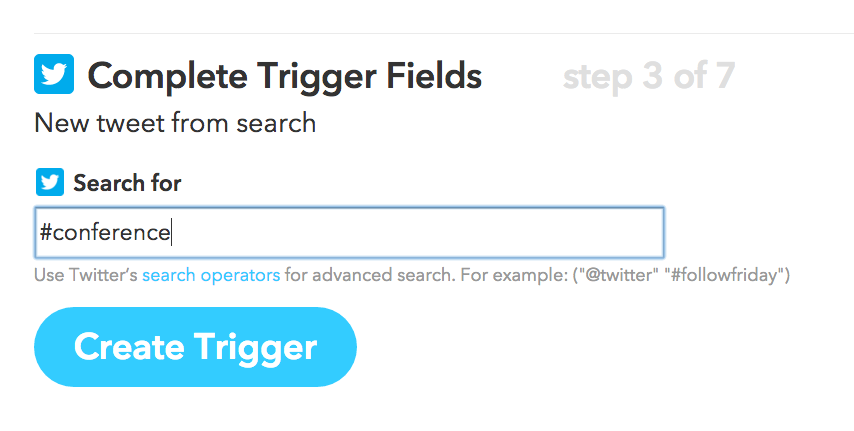 Complete Trigger Fields step 3 of 7
New tweet from search
Search for
#conference
Use Twitter’s search operators for advanced search. For example: ("@twitter" "#followfriday")
Create Trigger